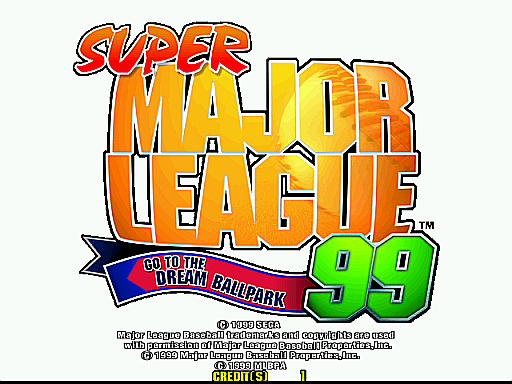 SUPER
MAJOR
LEAGUE
TM
99
GO TO THE
DREAM BALLPARK
© 1999 SEGA
Major League Baseball trademarks and copyrights are used
with permission of Major League Baseball Properties,Inc.
© 1999 Major League Baseball Properties,Inc.
© 1999 MLBPA
CREDIT(S) 1